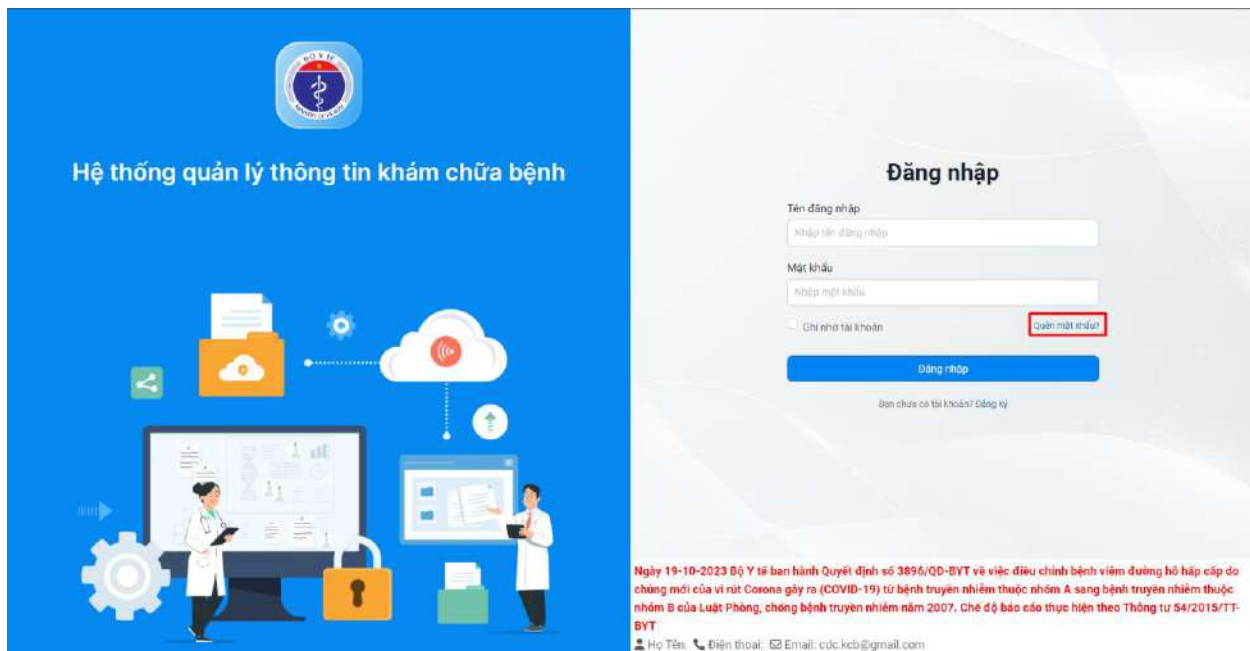 BỘ Y TẾ
MINISTRY OF HEALTH
Hệ thống quản lý thông tin khám chữa bệnh
Đăng nhập
Tên đăng nhập
Nhập tên đăng nhập
Mật khẩu
Nhập mật khẩu
Ghi nhớ tài khoản
Quên mật khẩu?
Đăng nhập
Bạn chưa có tài khoản? Đăng ký
Ngày 19-10-2023 Bộ Y tế ban hành Quyết định số 3896/QD-BYT về việc điều chỉnh bệnh viêm đường hô hấp cấp do
chủng mới của vi rút Corona gây ra (COVID-19) từ bệnh truyền nhiễm thuộc nhóm A sang bệnh truyền nhiễm thuộc
nhóm B của Luật Phòng, chống bệnh truyền nhiễm năm 2007. Chế độ báo cáo thực hiện theo Thông tư 54/2015/TT-
BYT
Họ Tên: Điện thoại: Email: cdc.kcb@gmail.com